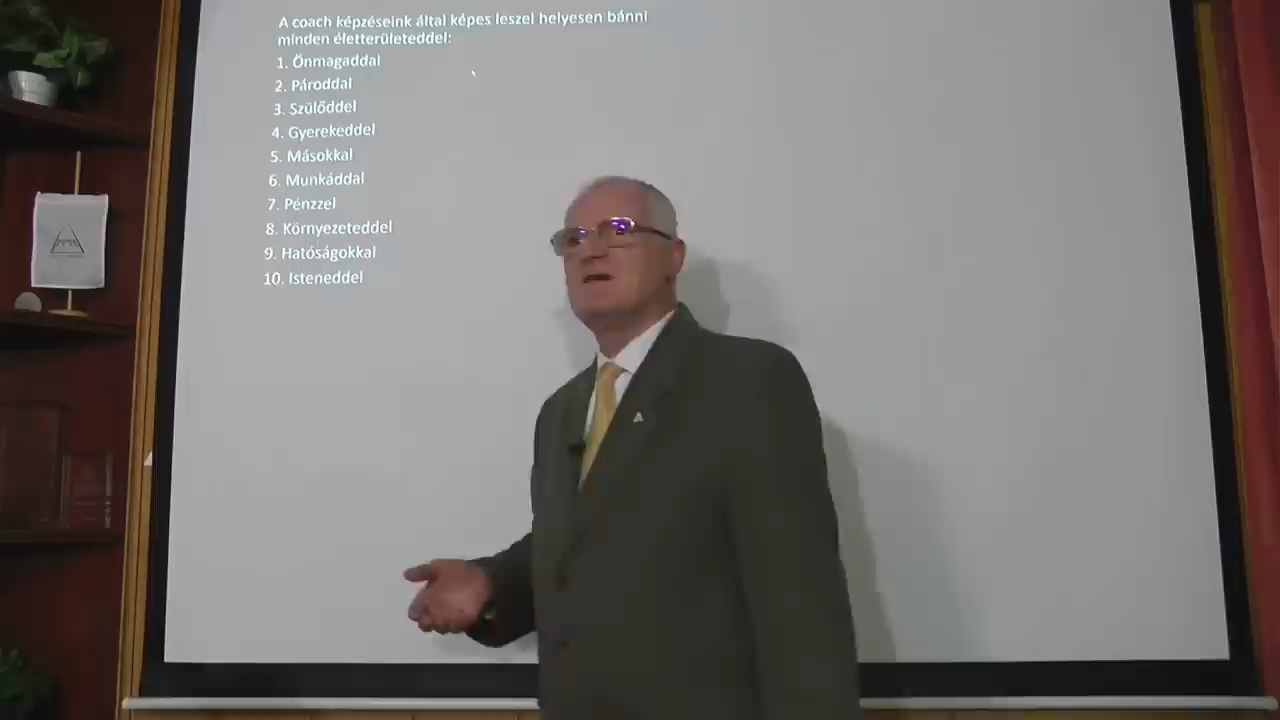 A coach képzéseink által képes leszel helyesen bánni
minden életterületeddel:
1. Önmagaddal
2. Pároddal
3. Szülőddel
4. Gyerekeddel
5. Másokkal
6. Munkáddal
7. Pénzzel
8. Környezeteddel
9. Hatóságokkal
10. Isteneddel